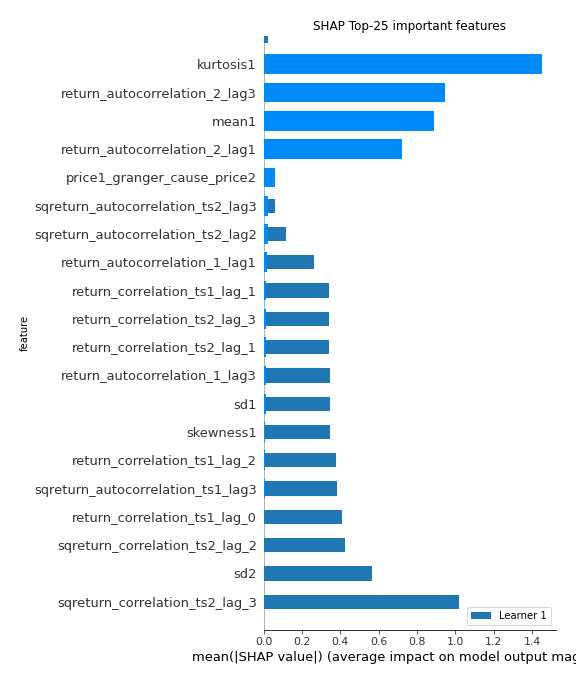 SHAP Top-25 important features
kurtosis1
return_autocorrelation_2_lag3
mean1
return_autocorrelation_2_lag1
price1_granger_cause_price2
sqreturn_autocorrelation_ts2_lag3
sqreturn_autocorrelation_ts2_lag2
return_autocorrelation_1_lag1
return_correlation_ts1_lag_1
return_correlation_ts2_lag_3
return_correlation_ts2_lag_1
return_autocorrelation_1_lag3
sd1
skewness1
return_correlation_ts1_lag_2
sqreturn_autocorrelation_ts1_lag3
return_correlation_ts1_lag_0
sqreturn_correlation_ts2_lag_2
sd2
sqreturn_correlation_ts2_lag_3
feature
Learner 1
0.0 0.2 0.4 0.6 0.8 1.0 1.2 1.4
mean(|SHAP value|) (average impact on model output mag